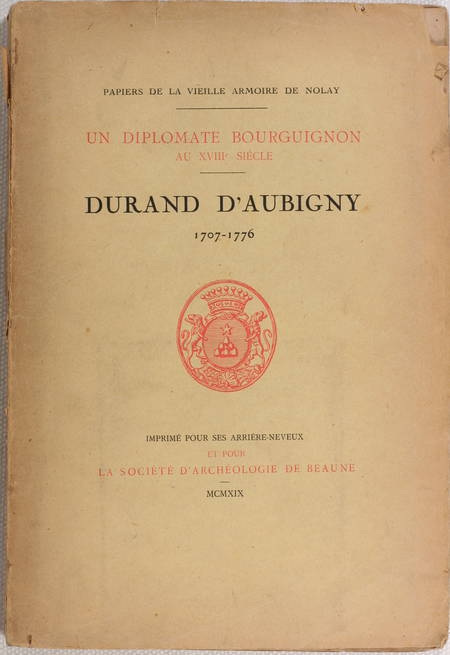 PAPIERS DE LA VIEILLE ARMOIRE DE NOLAY
UN DIPLOMATE BOURGUIGNON
AU XVIIIᵉ SIÈCLE
DURAND D'AUBIGNY
1707-1776
IMPRIMÉ POUR SES ARRIÈRE-NEVEUX
ET POUR
LA SOCIÉTÉ D'ARCHÉOLOGIE DE BEAUNE
MCMXIX